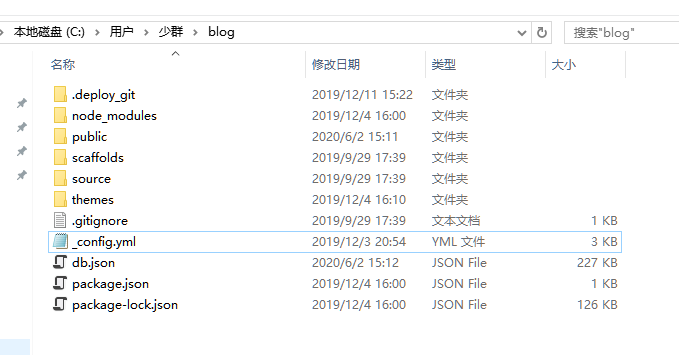 本地磁盘 (C:) 用户 少群 blog 搜索"blog"
名称 修改日期 类型 大小
.deploy_git 2019/12/11 15:22 文件夹
node_modules 2019/12/4 16:00 文件夹
public 2020/6/2 15:11 文件夹
scaffolds 2019/9/29 17:39 文件夹
source 2019/9/29 17:39 文件夹
themes 2019/12/4 16:10 文件夹
.gitignore 2019/9/29 17:39 文本文档 1 KB
_config.yml 2019/12/3 20:54 YML 文件 3 KB
db.json 2020/6/2 15:12 JSON File 227 KB
package.json 2019/12/4 16:00 JSON File 1 KB
package-lock.json 2019/12/4 16:00 JSON File 126 KB